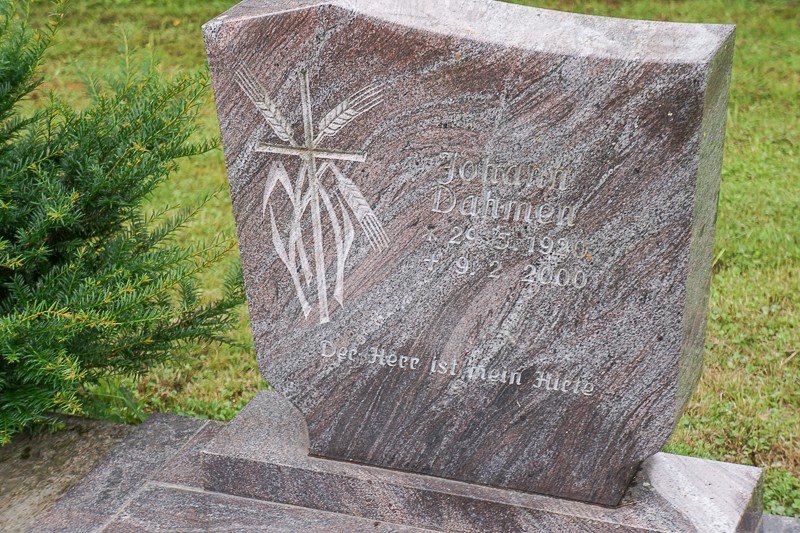 Johann
Dahmen
* 29. 5. 1920
+ 9. 2. 2000
Der Herr ist mein Hirte